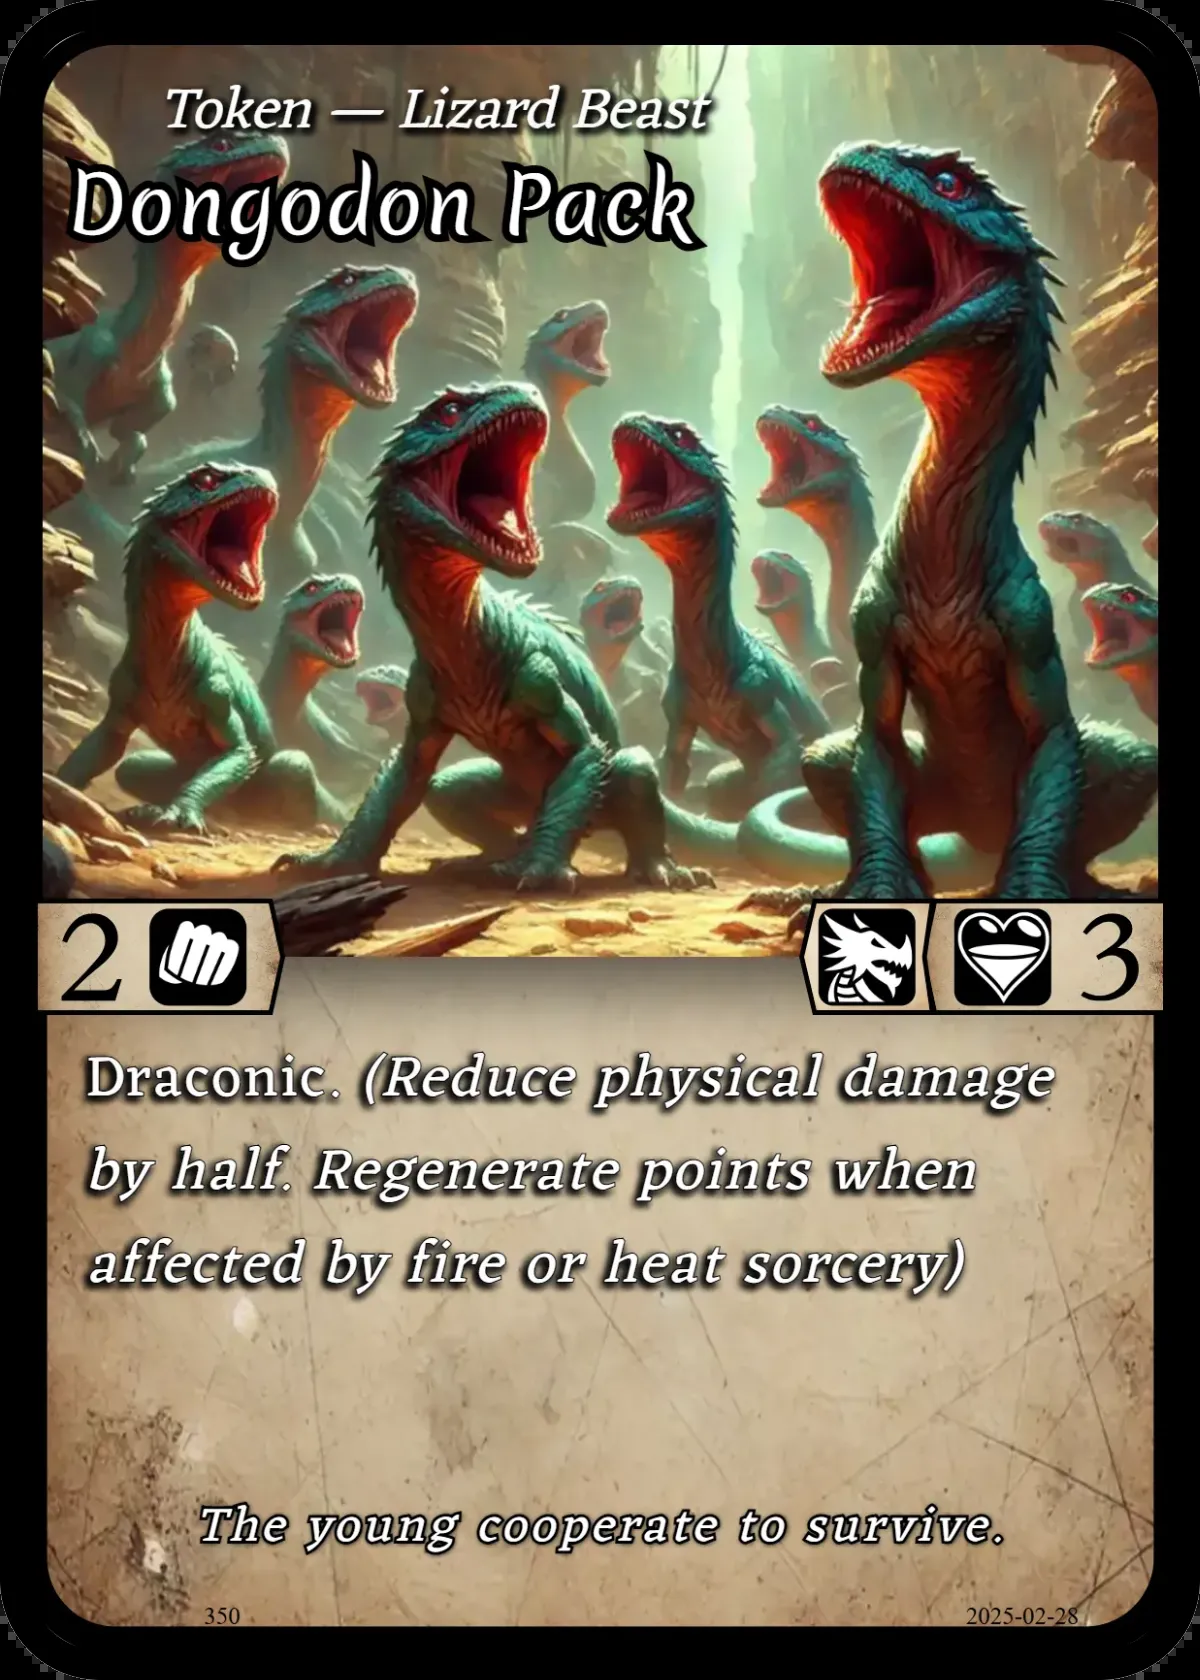 Token — Lizard Beast
Dongodon Pack
2
3
Draconic. (Reduce physical damage
by half. Regenerate points when
affected by fire or heat sorcery)
The young cooperate to survive.
350
2025-02-28